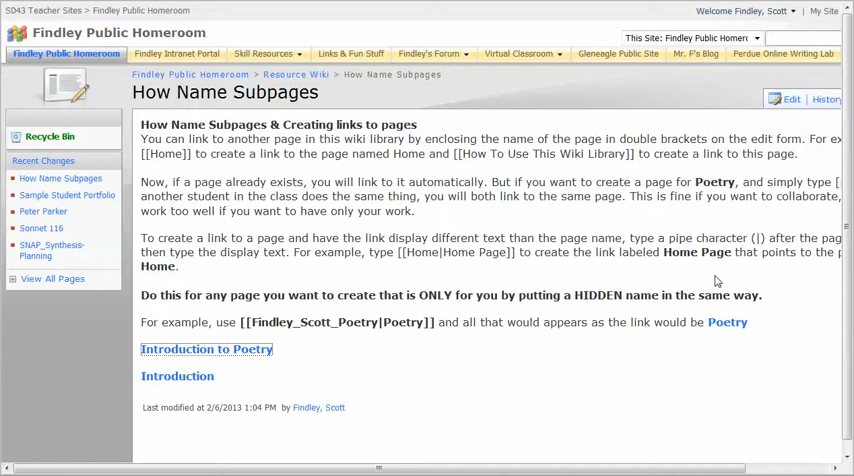 SD43 Teacher Sites > Findley Public Homeroom
Welcome Findley, Scott
My Site
Findley Public Homeroom
This Site: Findley Public Homer
Findley Public Homeroom
Findley Intranet Portal
Skill Resources
Links & Fun Stuff
Findley's Forum
Virtual Classroom
Gleneagle Public Site
Mr. F's Blog
Perdue Online Writing Lab
Findley Public Homeroom > Resource Wiki > How Name Subpages
How Name Subpages
Edit
History
Recycle Bin
Recent Changes
How Name Subpages
Sample Student Portfolio
Peter Parker
Sonnet 116
SNAP_Synthesis-
Planning
View All Pages
How Name Subpages & Creating links to pages
You can link to another page in this wiki library by enclosing the name of the page in double brackets on the edit form. For ex
[[Home]] to create a link to the page named Home and [[How To Use This Wiki Library]] to create a link to this page.
Now, if a page already exists, you will link to it automatically. But if you want to create a page for Poetry, and simply type [
another student in the class does the same thing, you will both link to the same page. This is fine if you want to collaborate,
work too well if you want to have only your work.
To create a link to a page and have the link display different text than the page name, type a pipe character (|) after the pag
then type the display text. For example, type [[Home|Home Page]] to create the link labeled Home Page that points to the p
Home.
Do this for any page you want to create that is ONLY for you by putting a HIDDEN name in the same way.
For example, use [[Findley_Scott_Poetry|Poetry]] and all that would appears as the link would be Poetry
Introduction to Poetry
Introduction
Last modified at 2/6/2013 1:04 PM by Findley, Scott